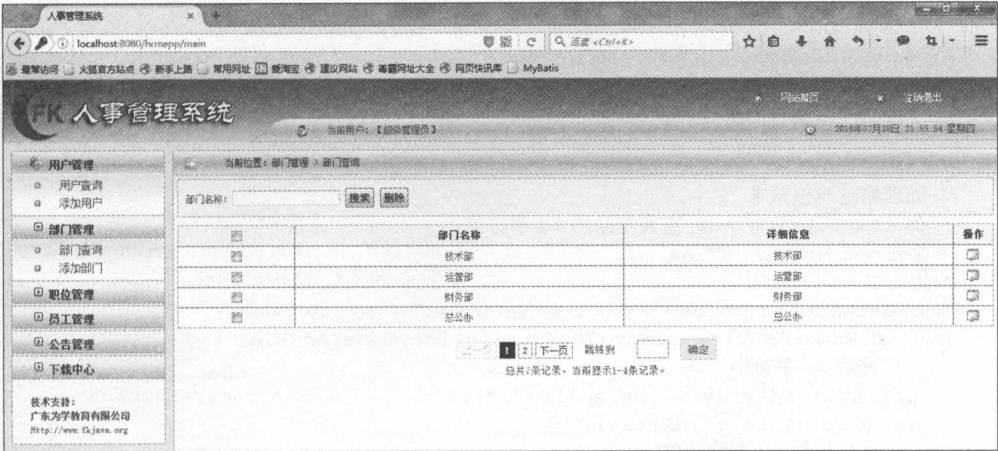 人事管理系统
localhost:8080/hrmapp/main
百度 <Ctrl+K>
最常访问 火狐官方站点 新手上路 常用网址 爱淘宝 建议网站 毒霸网址大全 网页快讯库 MyBatis
FK 人事管理系统
网站首页 注销退出
当前用户：【超级管理员】
2016年07月28日 21:55:54 星期四
用户管理
用户查询
添加用户
部门管理
部门查询
添加部门
职位管理
员工管理
公告管理
下载中心
技术支持：
广东为学教育有限公司
Http://www.fkjava.org
当前位置：部门管理 > 部门查询
部门名称： 搜索 删除
部门名称 详细信息 操作
技术部 技术部
运营部 运营部
财务部 财务部
总公办 总公办
上一页 1 2 下一页 跳转到 确定
总共7条记录，当前显示1-4条记录。